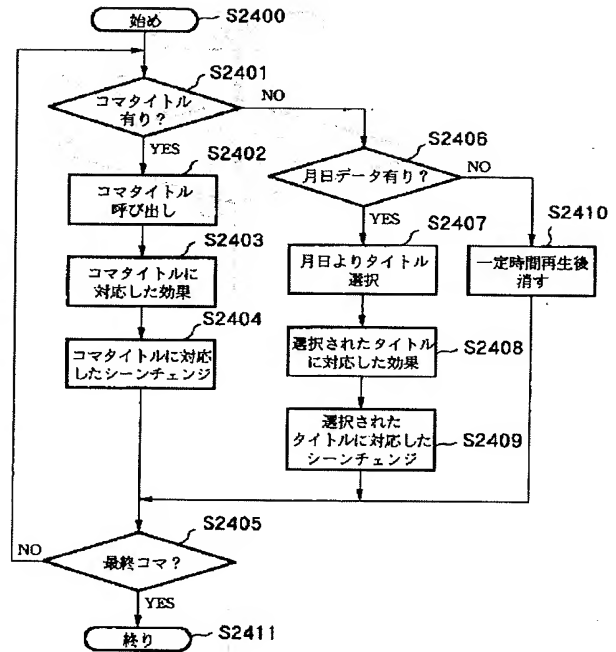 始め
S2400
S2401
コマタイトル
有り?
NO
YES
S2402
コマタイトル
呼び出し
S2403
コマタイトルに
対応した効果
S2404
コマタイトルに対応
したシーンチェンジ
S2406
月日データ有り?
NO
YES
S2407
月日よりタイトル
選択
S2410
一定時間再生後
消す
選択されたタイトル
に対応した効果
S2408
選択された
タイトルに対応した
シーンチェンジ
S2409
S2405
NO
最終コマ?
YES
終り
S2411